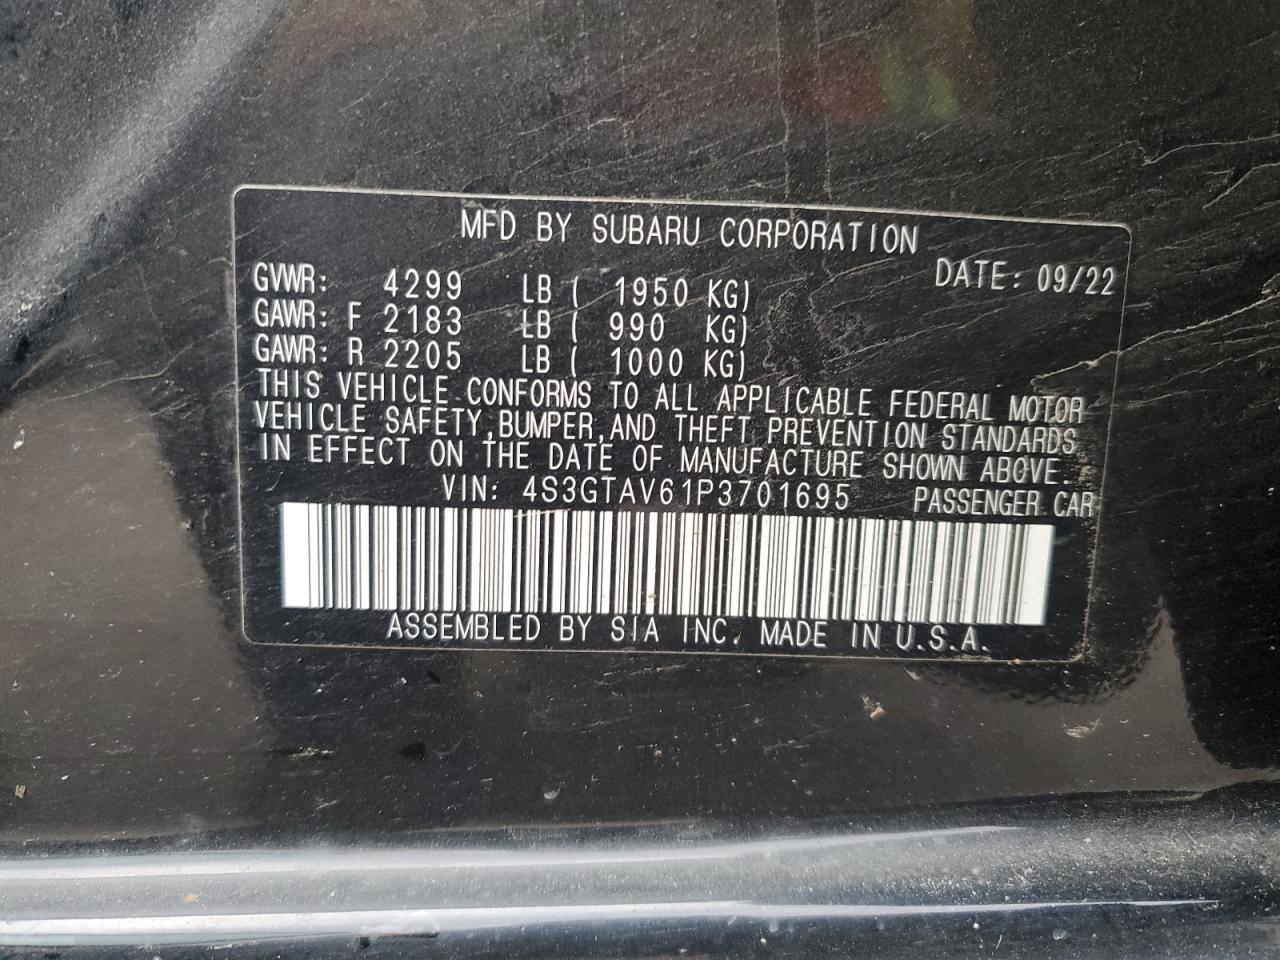 MFD BY SUBARU CORPORATION
DATE: 09/22
GVWR: 4299 LB ( 1950 KG)
GAWR: F 2183 LB ( 990 KG)
GAWR: R 2205 LB ( 1000 KG)
THIS VEHICLE CONFORMS TO ALL APPLICABLE FEDERAL MOTOR
VEHICLE SAFETY,BUMPER,AND THEFT PREVENTION STANDARDS
IN EFFECT ON THE DATE OF MANUFACTURE SHOWN ABOVE.
VIN: 4S3GTAV61P3701695 PASSENGER CAR
ASSEMBLED BY SIA INC. MADE IN U.S.A.